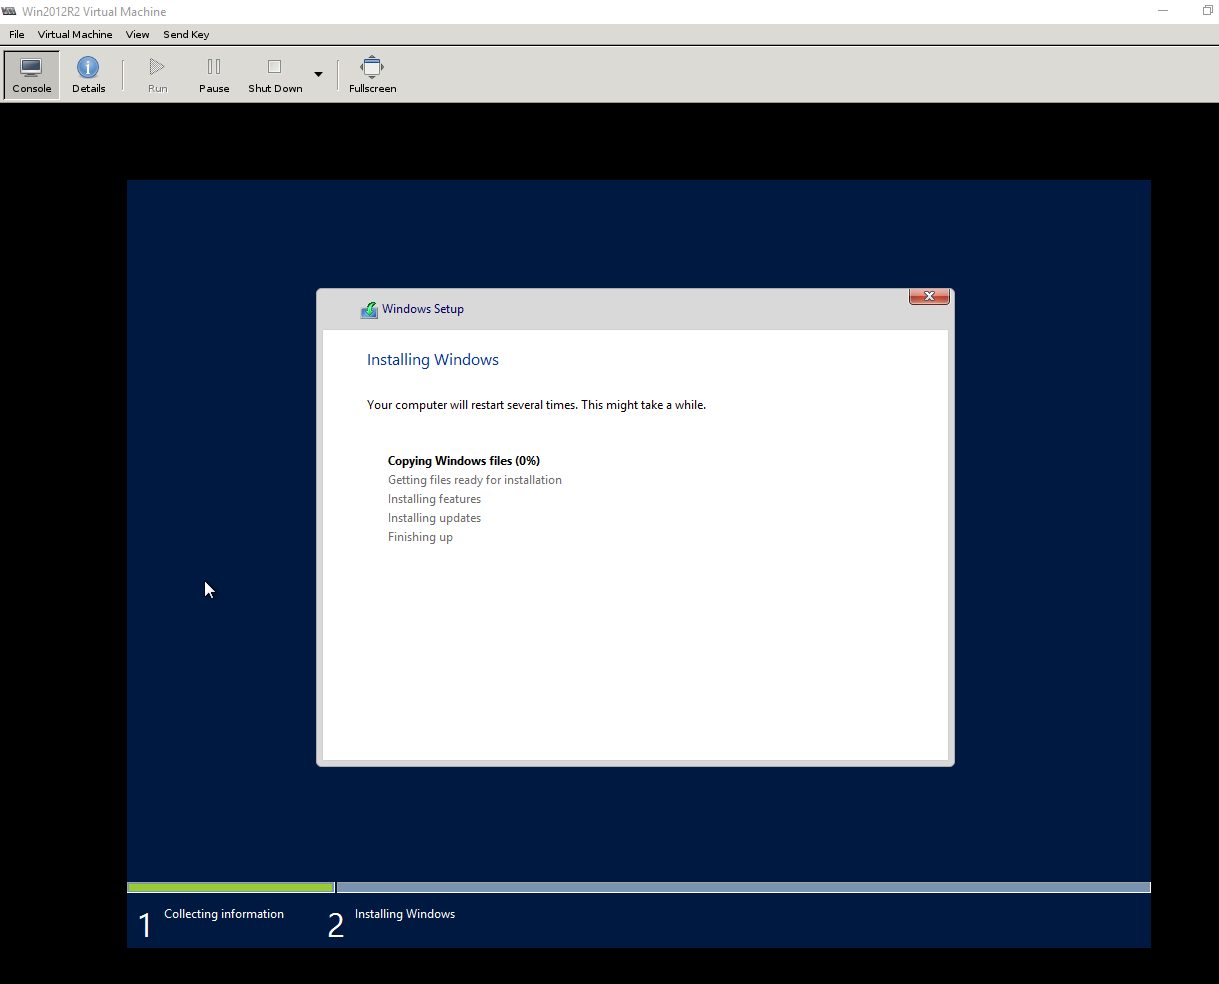 Win2012R2 Virtual Machine
File Virtual Machine View Send Key
Console Details Run Pause Shut Down Fullscreen
Windows Setup
Installing Windows
Your computer will restart several times. This might take a while.
Copying Windows files (0%)
Getting files ready for installation
Installing features
Installing updates
Finishing up
1 Collecting information 2 Installing Windows